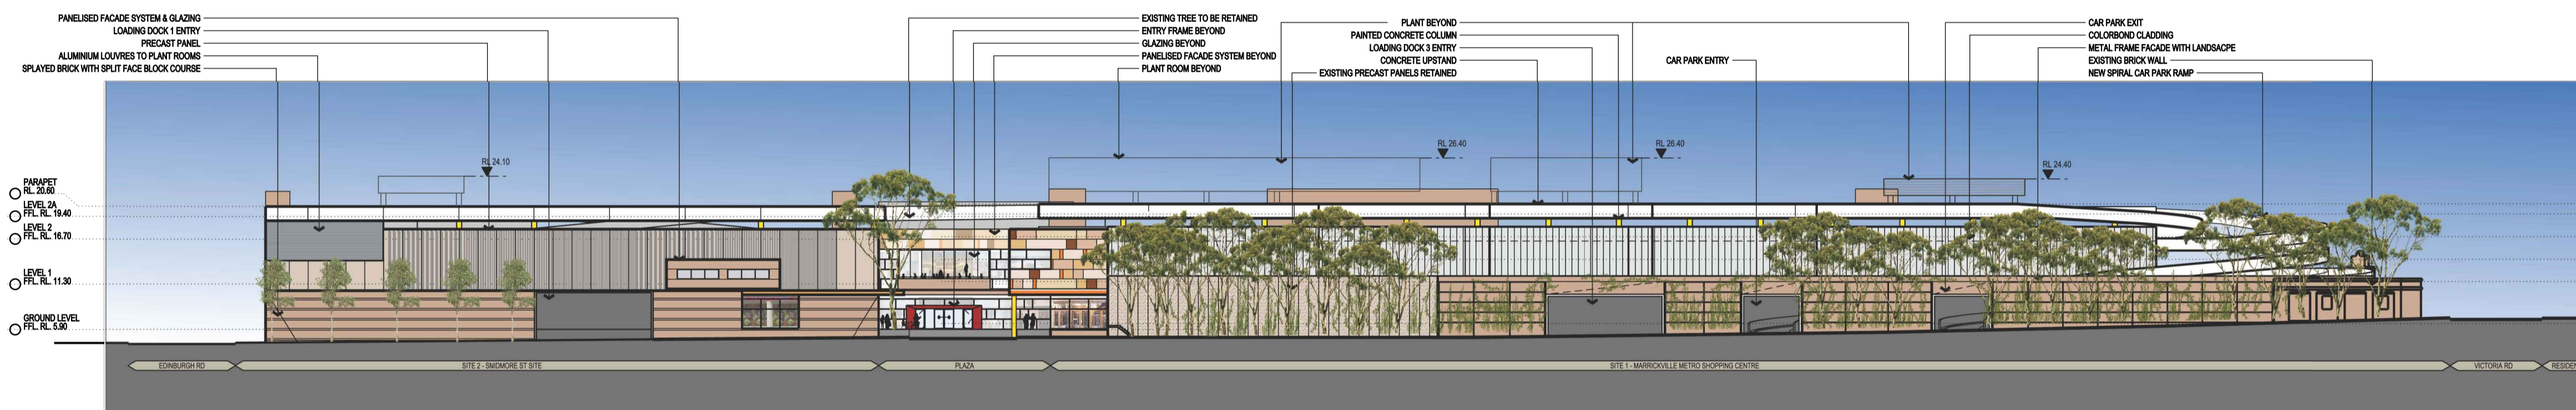 PANELISED FACADE SYSTEM & GLAZING
LOADING DOCK 1 ENTRY
PRECAST PANEL
ALUMINIUM LOUVRES TO PLANT ROOMS
SPLAYED BRICK WITH SPLIT FACE BLOCK COURSE
EXISTING TREE TO BE RETAINED
ENTRY FRAME BEYOND
GLAZING BEYOND
PANELISED FACADE SYSTEM BEYOND
PLANT ROOM BEYOND
PLANT BEYOND
PAINTED CONCRETE COLUMN
LOADING DOCK 3 ENTRY
CONCRETE UPSTAND
EXISTING PRECAST PANELS RETAINED
CAR PARK ENTRY
CAR PARK EXIT
COLORBOND CLADDING
METAL FRAME FACADE WITH LANDSACPE
EXISTING BRICK WALL
NEW SPIRAL CAR PARK RAMP
RL 24.10
RL 26.40
RL 26.40
RL 24.40
PARAPET
RL. 20.60
LEVEL 2A
FFL. RL. 19.40
LEVEL 2
FFL. RL. 16.70
LEVEL 1
FFL. RL. 11.30
GROUND LEVEL
FFL. RL. 5.90
EDINBURGH RD
SITE 2 - SMIDMORE ST SITE
PLAZA
SITE 1 - MARRICKVILLE METRO SHOPPING CENTRE
VICTORIA RD
RESIDEN